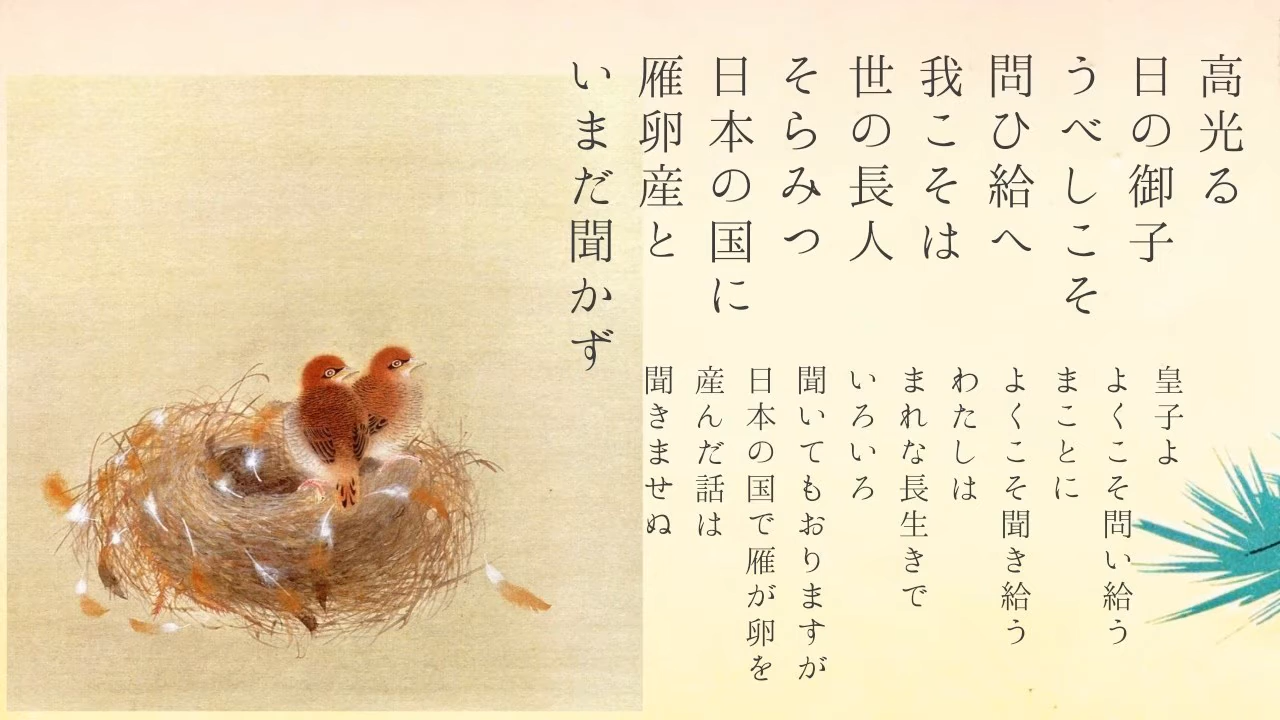 高光る
日の御子
うべしこそ
問ひ給へ
我こそは
世の長人
そらみつ
日本の国に
雁卵産と
いまだ聞かず
皇子よ
よくこそ問い給う
まことに
よくこそ聞き給う
わたしは
まれな長生きで
いろいろ
聞いてもおりますが
日本の国で雁が卵を
産んだ話は
聞きませぬ